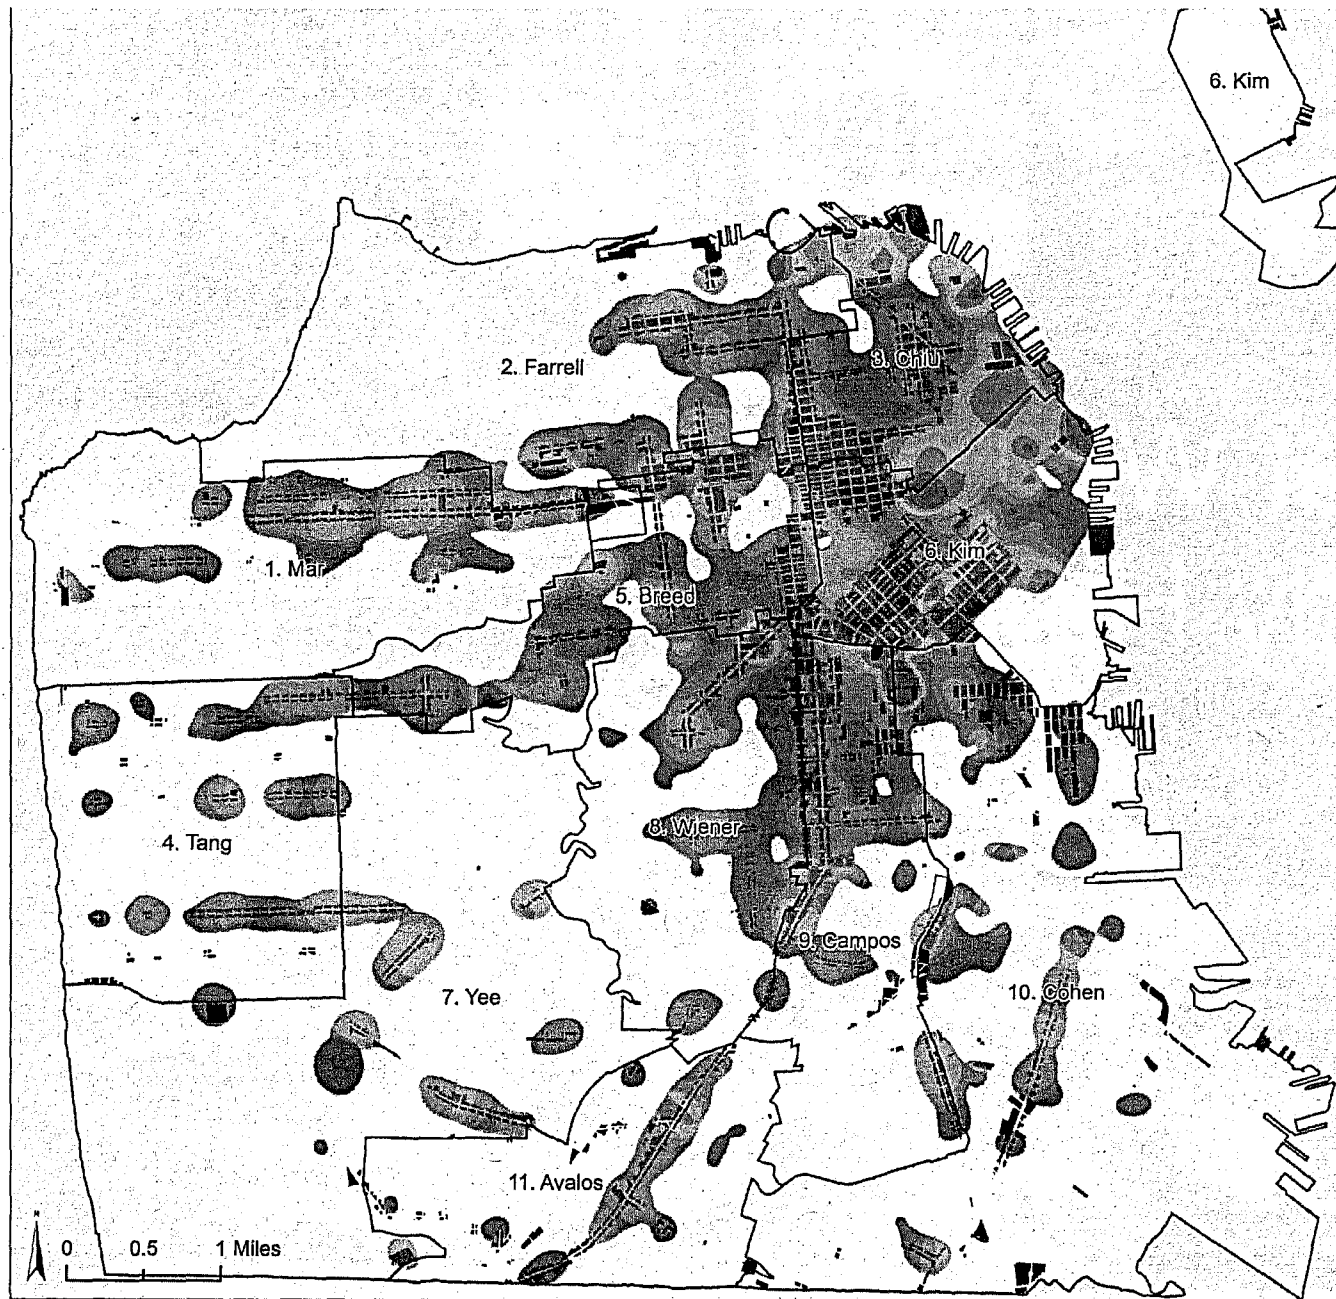 6. Kim
2. Farrell
3. Chiu
6. Kim
1. Mar
5. Breed
8. Wiener
4. Tang
9. Campos
7. Yee
10. Cohen
11. Avalos
N
0 0.5 1 Miles